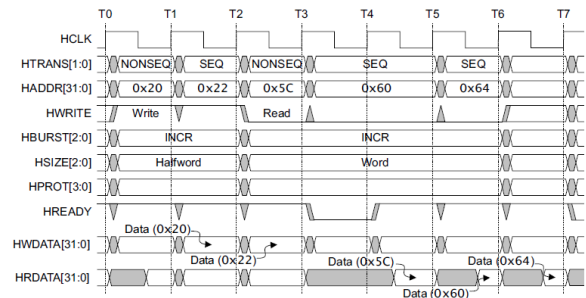 T0 T1 T2 T3 T4 T5 T6 T7
HCLK
HTRANS[1:0] NONSEQ SEQ NONSEQ SEQ SEQ
HADDR[31:0] 0x20 0x22 0x5C 0x60 0x64
HWRITE Write Read
HBURST[2:0] INCR INCR
HSIZE[2:0] Halfword Word
HPROT[3:0]
HREADY
Data (0x20)
HWDATA[31:0]
Data (0x22) Data (0x5C) Data (0x64)
HRDATA[31:0]
Data (0x60)